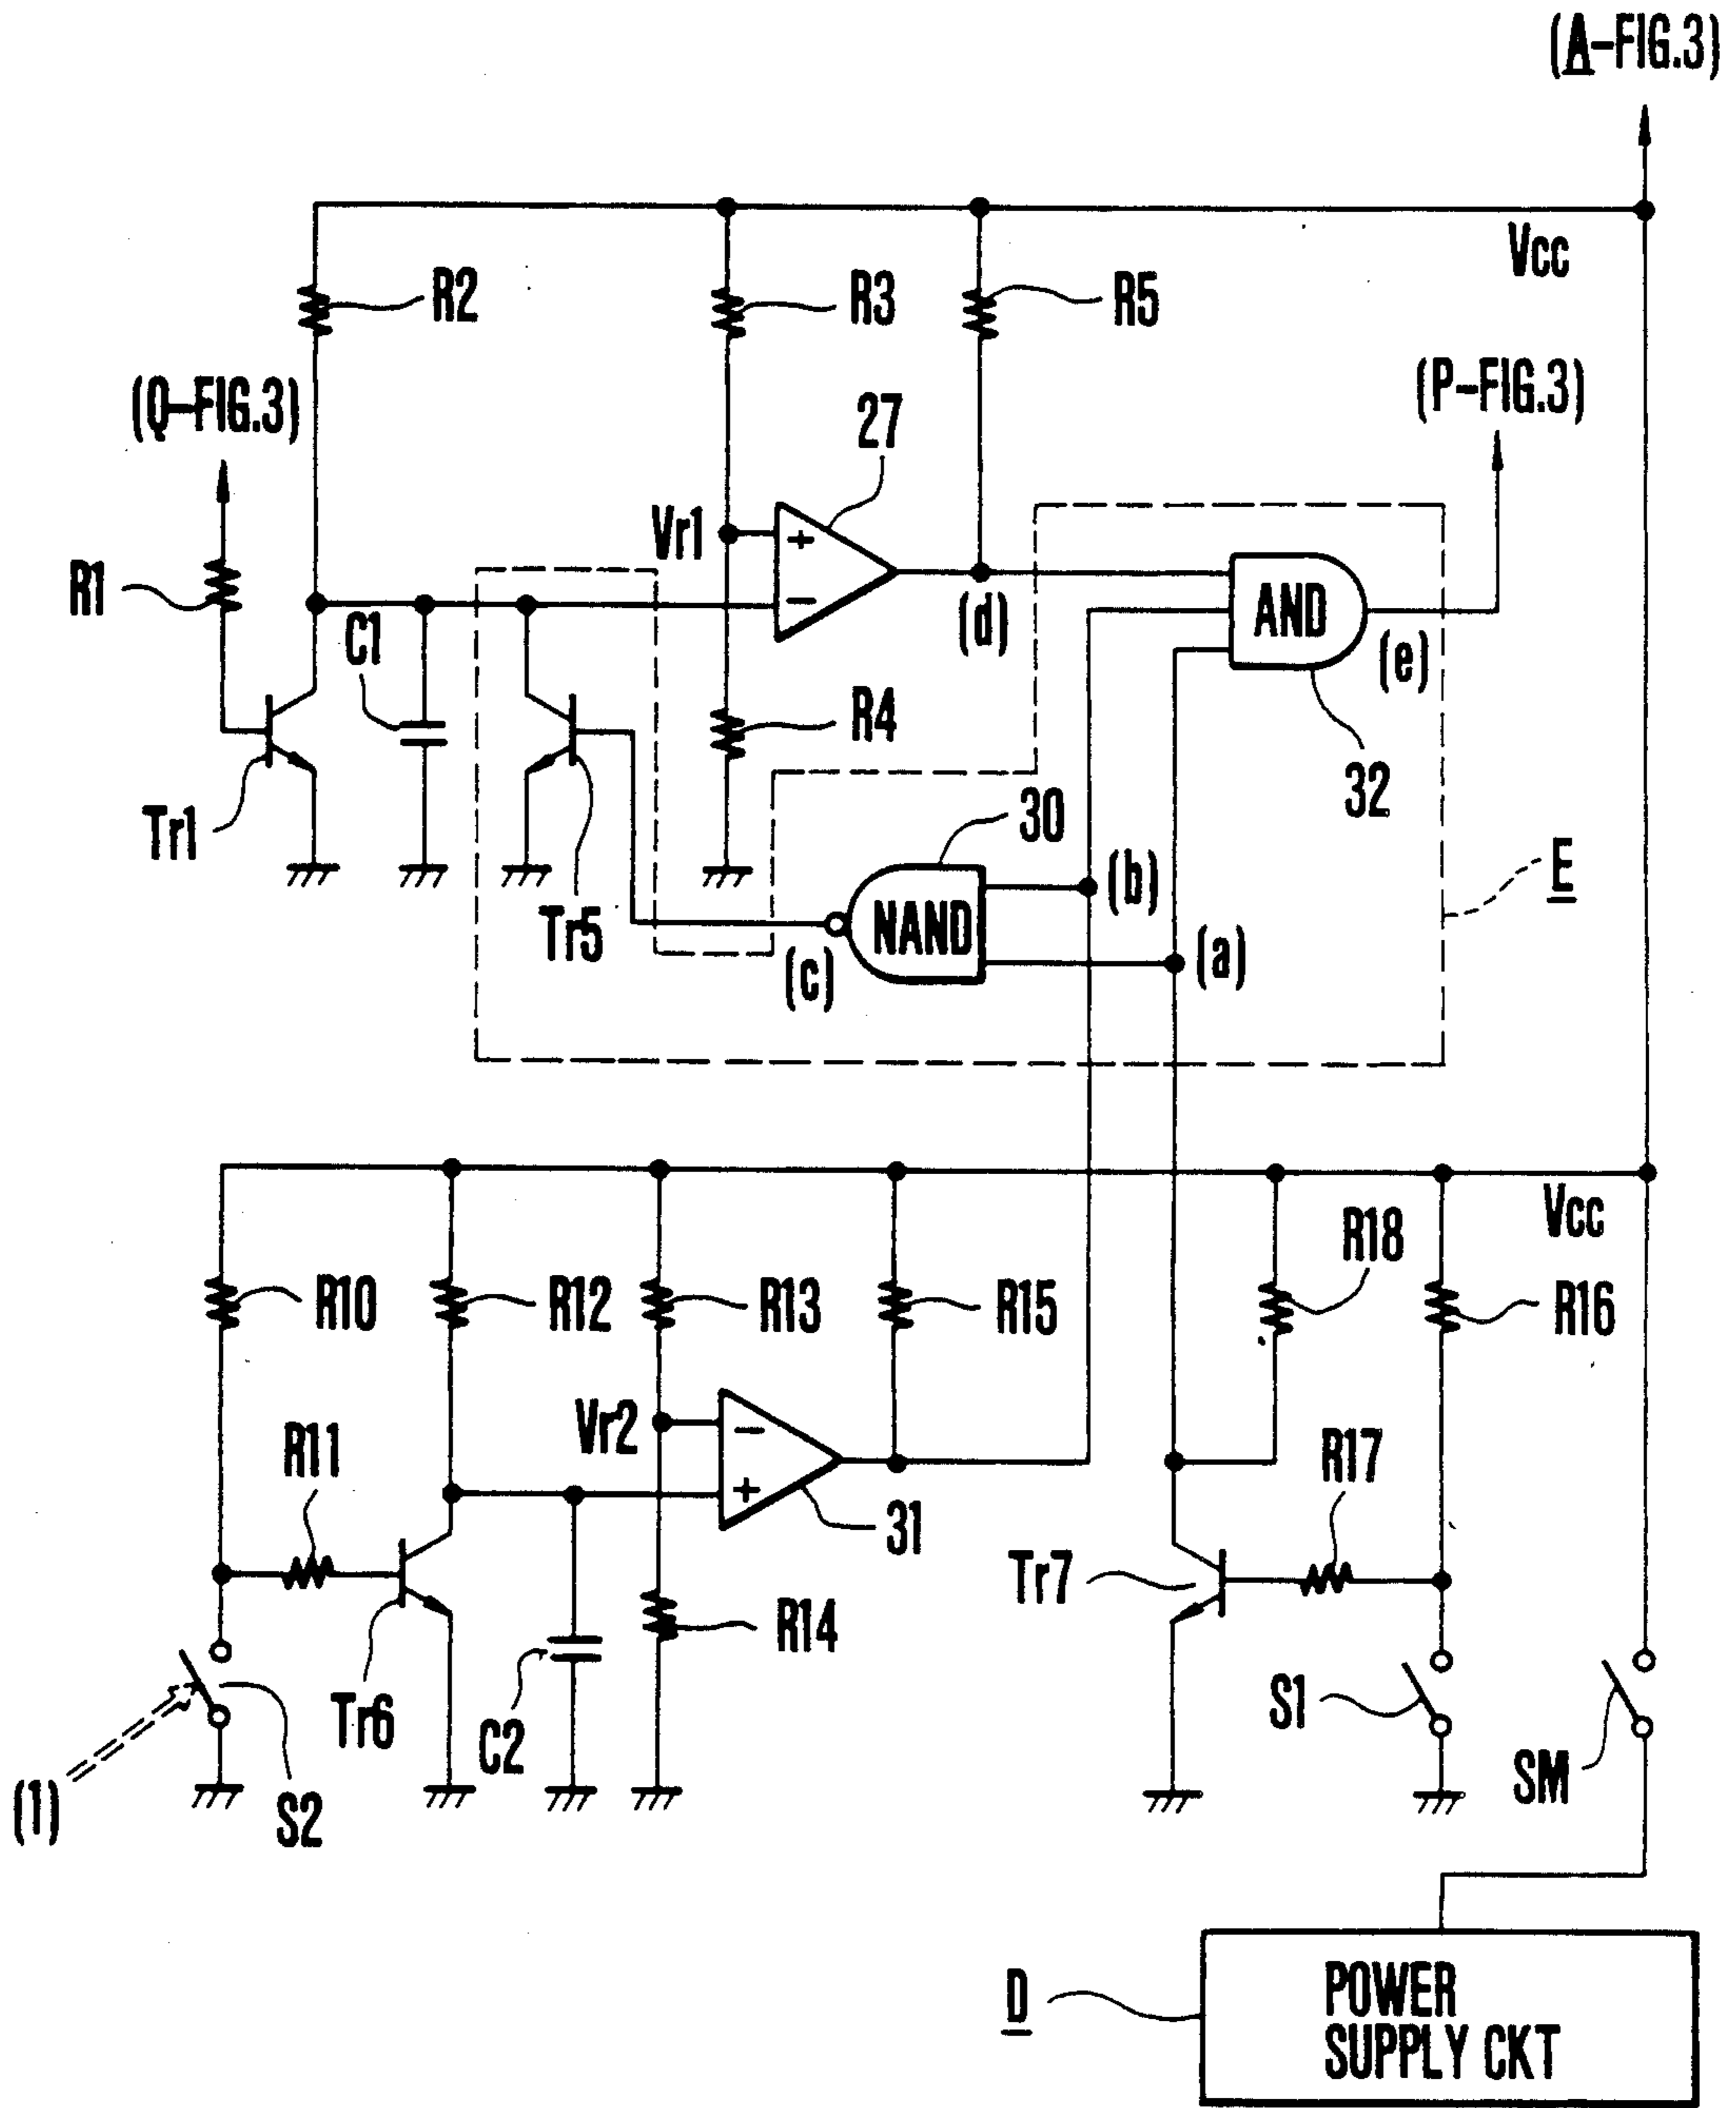 (A-FIG.3)
Vcc
R2
R3
R5
(Q-FIG.3)
(P-FIG.3)
27
Vr1
+
−
R1
C1
(d)
AND
(e)
R4
Tr1
32
30
(b)
E
NAND
Tr5
(c)
(a)
Vcc
R18
R10
R12
R13
R15
R16
Vr2
−
+
R11
R17
31
Tr7
R14
S1
Tr6
C2
SM
(1)
S2
D
POWER
SUPPLY CKT